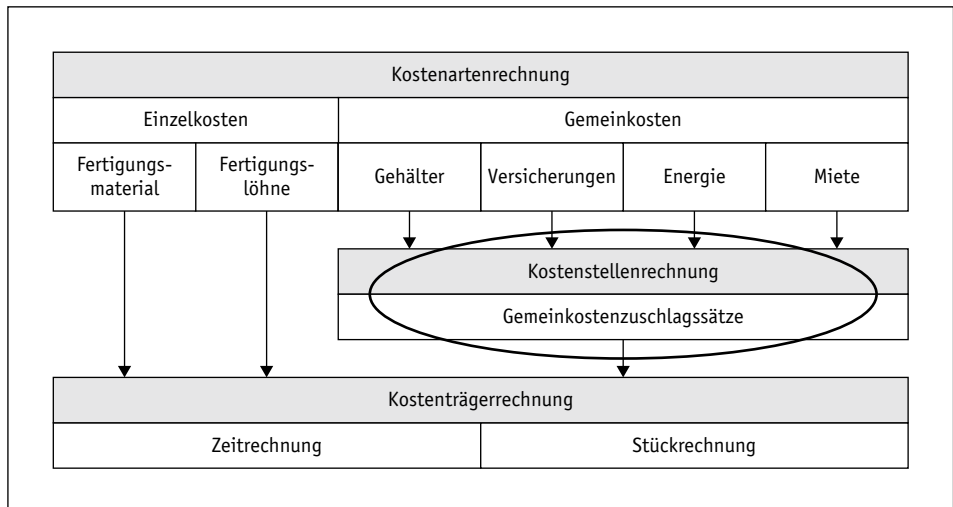 Kostenartenrechnung
Einzelkosten
Gemeinkosten
Fertigungs-
material
Fertigungs-
löhne
Gehälter
Versicherungen
Energie
Miete
Kostenstellenrechnung
Gemeinkostenzuschlagssätze
Kostenträgerrechnung
Zeitrechnung
Stückrechnung